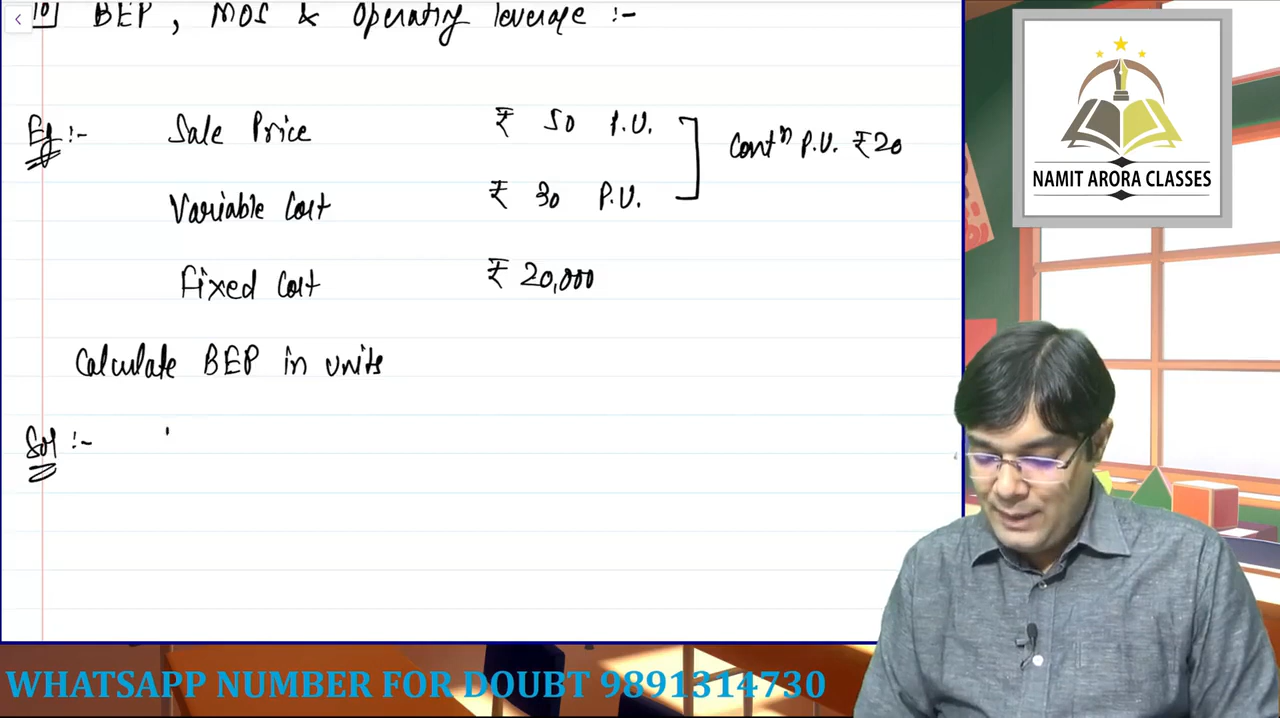 10 BEP, MOS & Operating leverage :-
Eg :- Sale Price ₹ 50 P.U.
Contn P.U. ₹20
Variable Cost ₹ 30 P.U.
Fixed Cost ₹ 20,000
Calculate BEP in units
Sol :-
NAMIT ARORA CLASSES
WHATSAPP NUMBER FOR DOUBT 9891314730